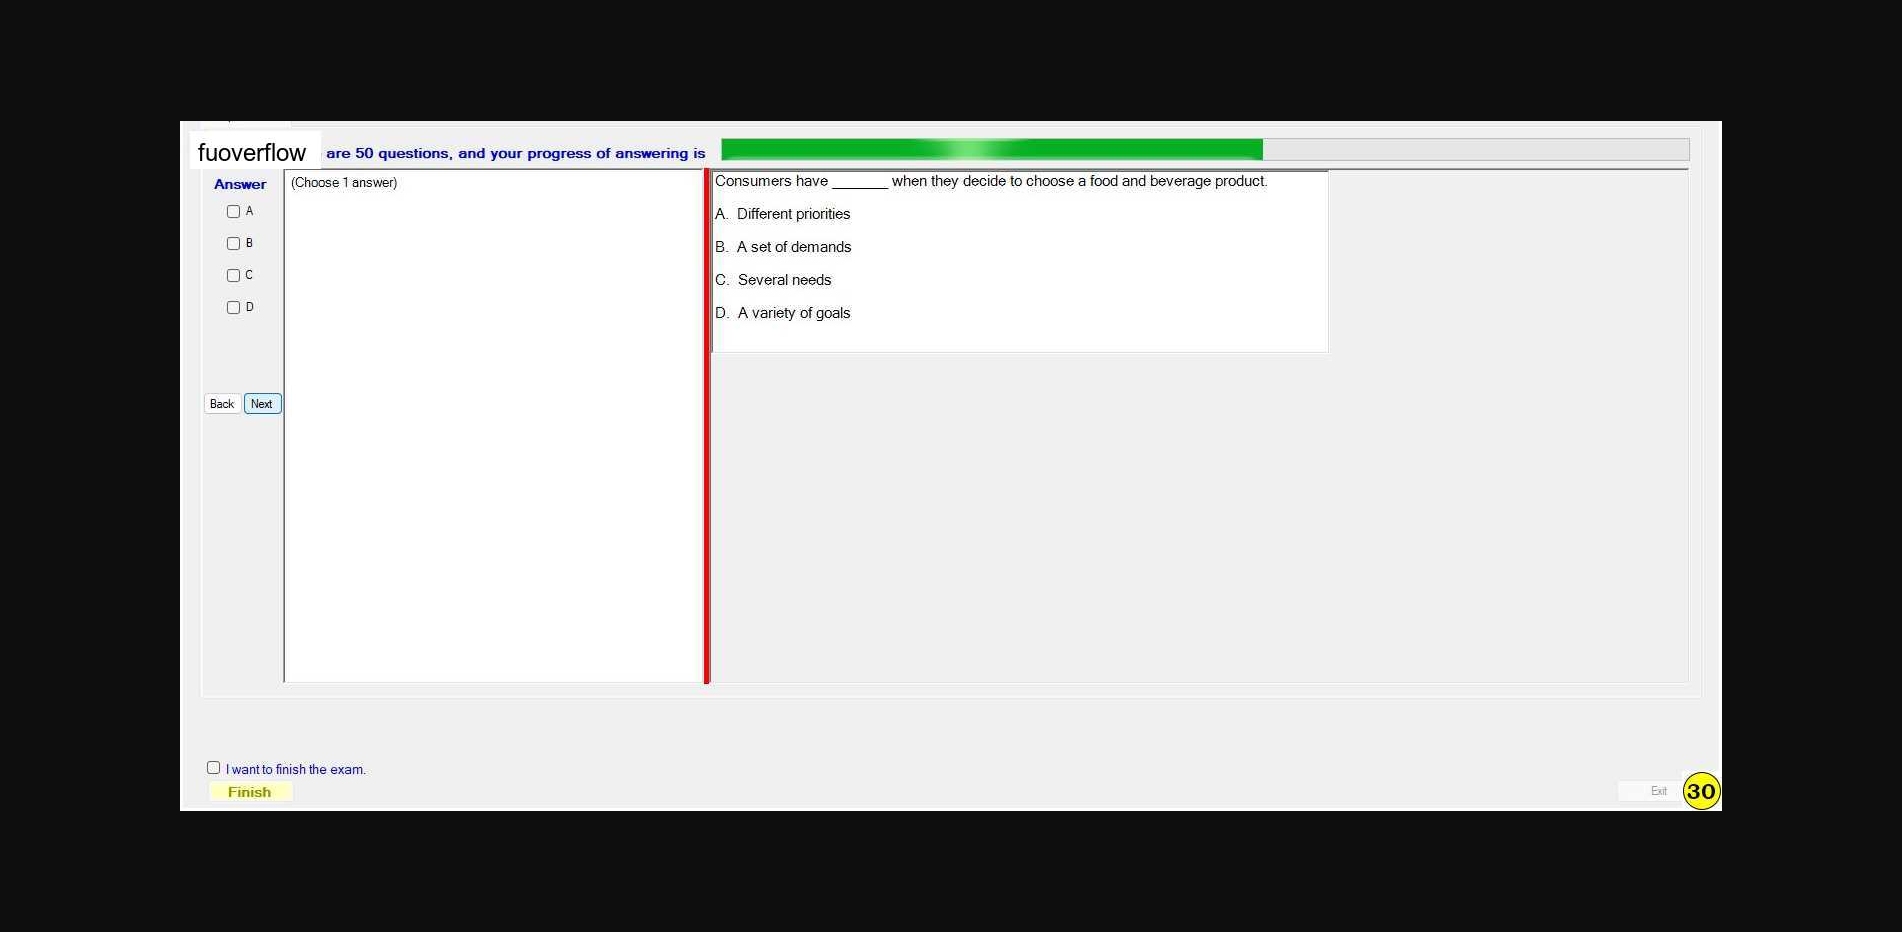 fuoverflow are 50 questions, and your progress of answering is
Answer
(Choose 1 answer)
A
B
C
D
Back Next
Consumers have _______ when they decide to choose a food and beverage product.
A. Different priorities
B. A set of demands
C. Several needs
D. A variety of goals
I want to finish the exam.
Finish
Exit
30